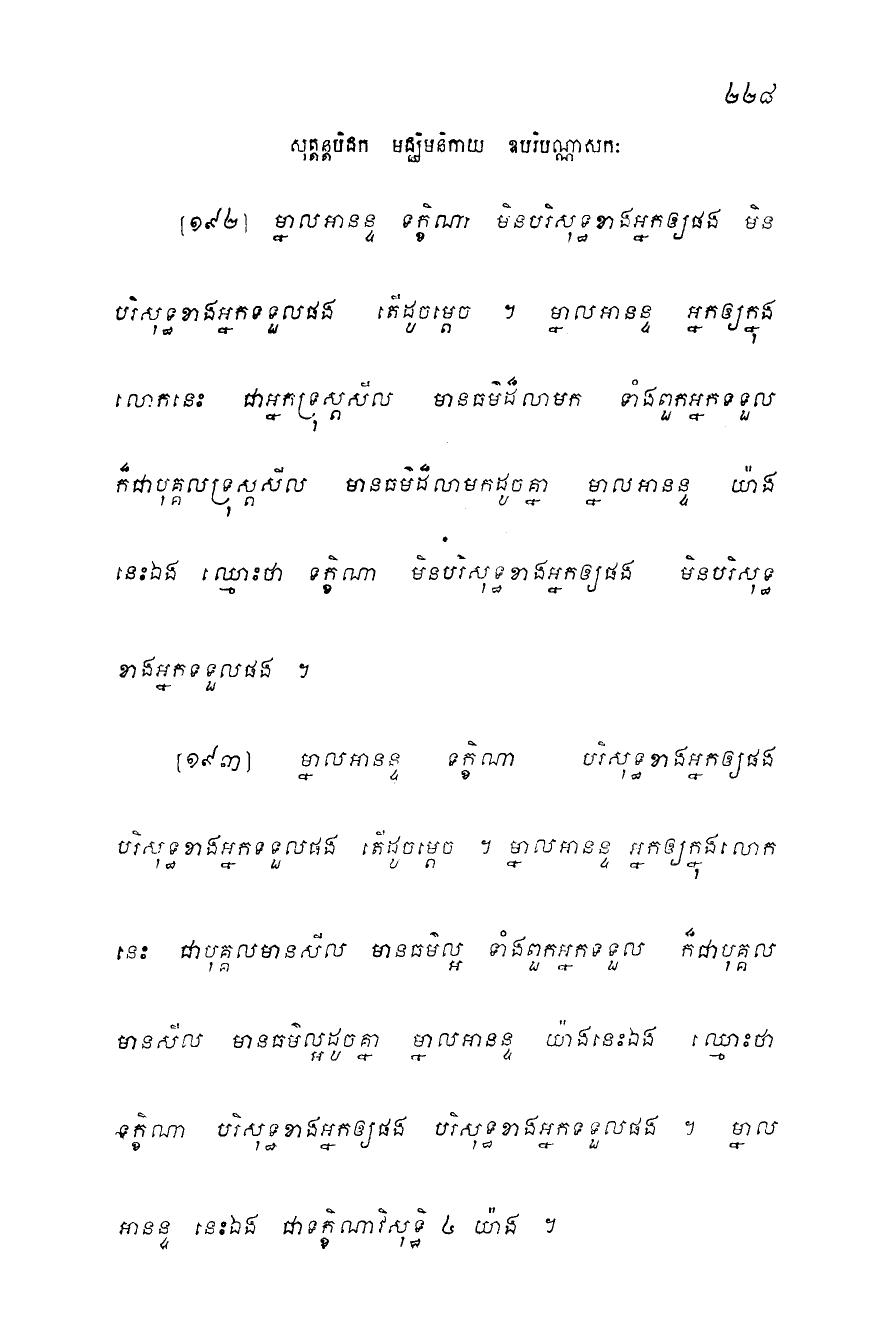 ២២៨
សុត្តន្តបិដក មជ្ឈិមនិកាយ ឧបរិបណ្ណាសកៈ
[១៩២] ម្នាលអានន្ទ ទក្ខិណា មិនបរិសុទ្ធខាងអ្នកឲ្យផង មិន
បរិសុទ្ធខាងអ្នកទទួលផង តើដូចម្តេច ។ ម្នាលអានន្ទ អ្នកឲ្យក្នុង
លោកនេះ ជាអ្នកទ្រុស្តសីល មានធម៌ដ៏លាមក ទាំងពួកអ្នកទទួល
ក៏ជាបុគ្គលទ្រុស្តសីល មានធម៌ដ៏លាមកដូចគ្នា ម្នាលអានន្ទ យ៉ាង
នេះឯង ឈ្មោះថា ទក្ខិណា មិនបរិសុទ្ធខាងអ្នកឲ្យផង មិនបរិសុទ្ធ
ខាងអ្នកទទួលផង ។
[១៩៣] ម្នាលអានន្ទ ទក្ខិណា បរិសុទ្ធខាងអ្នកឲ្យផង
បរិសុទ្ធខាងអ្នកទទួលផង តើដូចម្តេច ។ ម្នាលអានន្ទ អ្នកឲ្យក្នុងលោក
នេះ ជាបុគ្គលមានសីល មានធម៌ល្អ ទាំងពួកអ្នកទទួល ក៏ជាបុគ្គល
មានសីល មានធម៌ល្អដូចគ្នា ម្នាលអានន្ទ យ៉ាងនេះឯង ឈ្មោះថា
ទក្ខិណា បរិសុទ្ធខាងអ្នកឲ្យផង បរិសុទ្ធខាងអ្នកទទួលផង ។ ម្នាល
អានន្ទ នេះឯង ជាទក្ខិណាវិសុទ្ធិ ៤ យ៉ាង ។